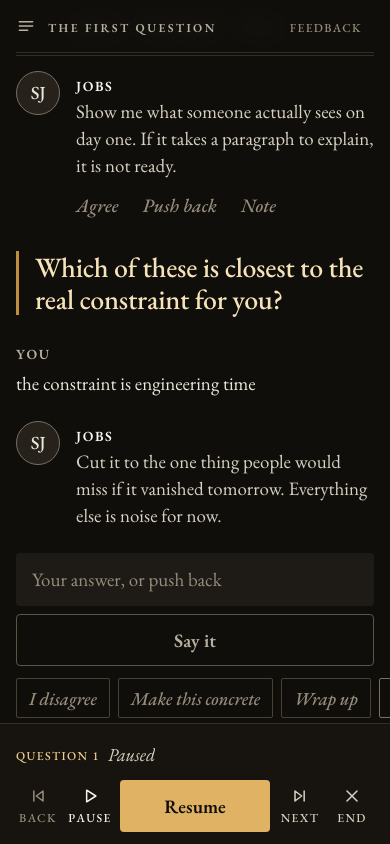 THE FIRST QUESTION
FEEDBACK
SJ
JOBS
Show me what someone actually sees on
day one. If it takes a paragraph to explain,
it is not ready.
Agree Push back Note
Which of these is closest to the
real constraint for you?
YOU
the constraint is engineering time
SJ
JOBS
Cut it to the one thing people would
miss if it vanished tomorrow. Everything
else is noise for now.
Your answer, or push back
Say it
I disagree Make this concrete Wrap up
QUESTION 1 Paused
BACK PAUSE Resume NEXT END